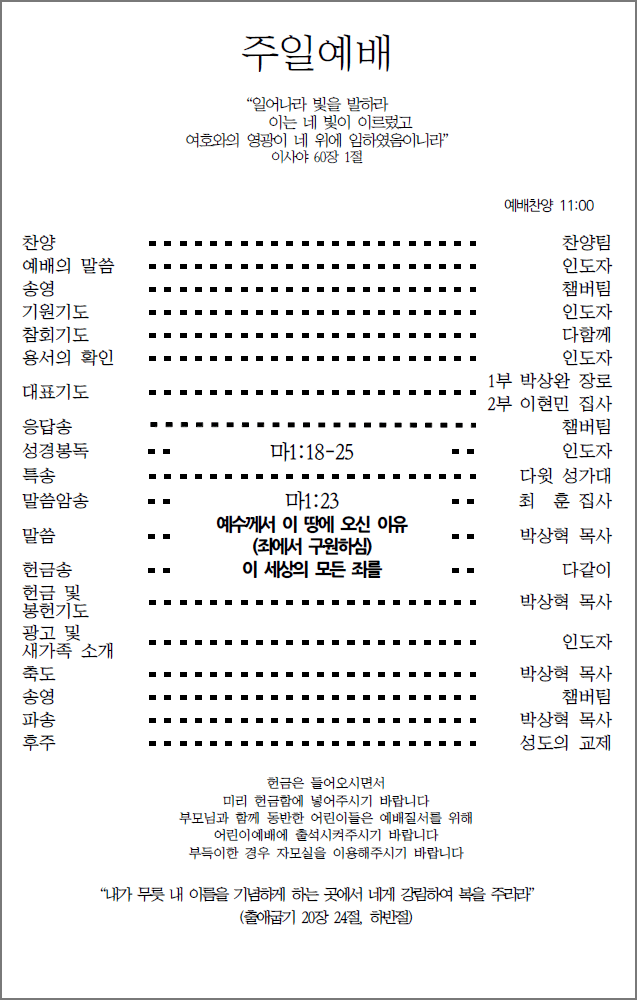 주일예배
“일어나라 빛을 발하라
이는 네 빛이 이르렀고
여호와의 영광이 네 위에 임하였음이니라”
이사야 60장 1절
예배찬양 11:00
찬양 찬양팀
예배의 말씀 인도자
송영 챔버팀
기원기도 인도자
참회기도 다함께
용서의 확인 인도자
대표기도 1부 박상완 장로
2부 이현민 집사
응답송 챔버팀
성경봉독 마1:18-25 인도자
특송 다윗 성가대
말씀암송 마1:23 최 훈 집사
말씀 예수께서 이 땅에 오신 이유 박상혁 목사
(죄에서 구원하심)
헌금송 이 세상의 모든 죄를 다같이
헌금 및
봉헌기도 박상혁 목사
광고 및
새가족 소개 인도자
축도 박상혁 목사
송영 챔버팀
파송 박상혁 목사
후주 성도의 교제
헌금은 들어오시면서
미리 헌금함에 넣어주시기 바랍니다
부모님과 함께 동반한 어린이들은 예배질서를 위해
어린이예배에 출석시켜주시기 바랍니다
부득이한 경우 자모실을 이용해주시기 바랍니다
“내가 무릇 내 이름을 기념하게 하는 곳에서 네게 강림하여 복을 주리라”
(출애굽기 20장 24절, 하반절)